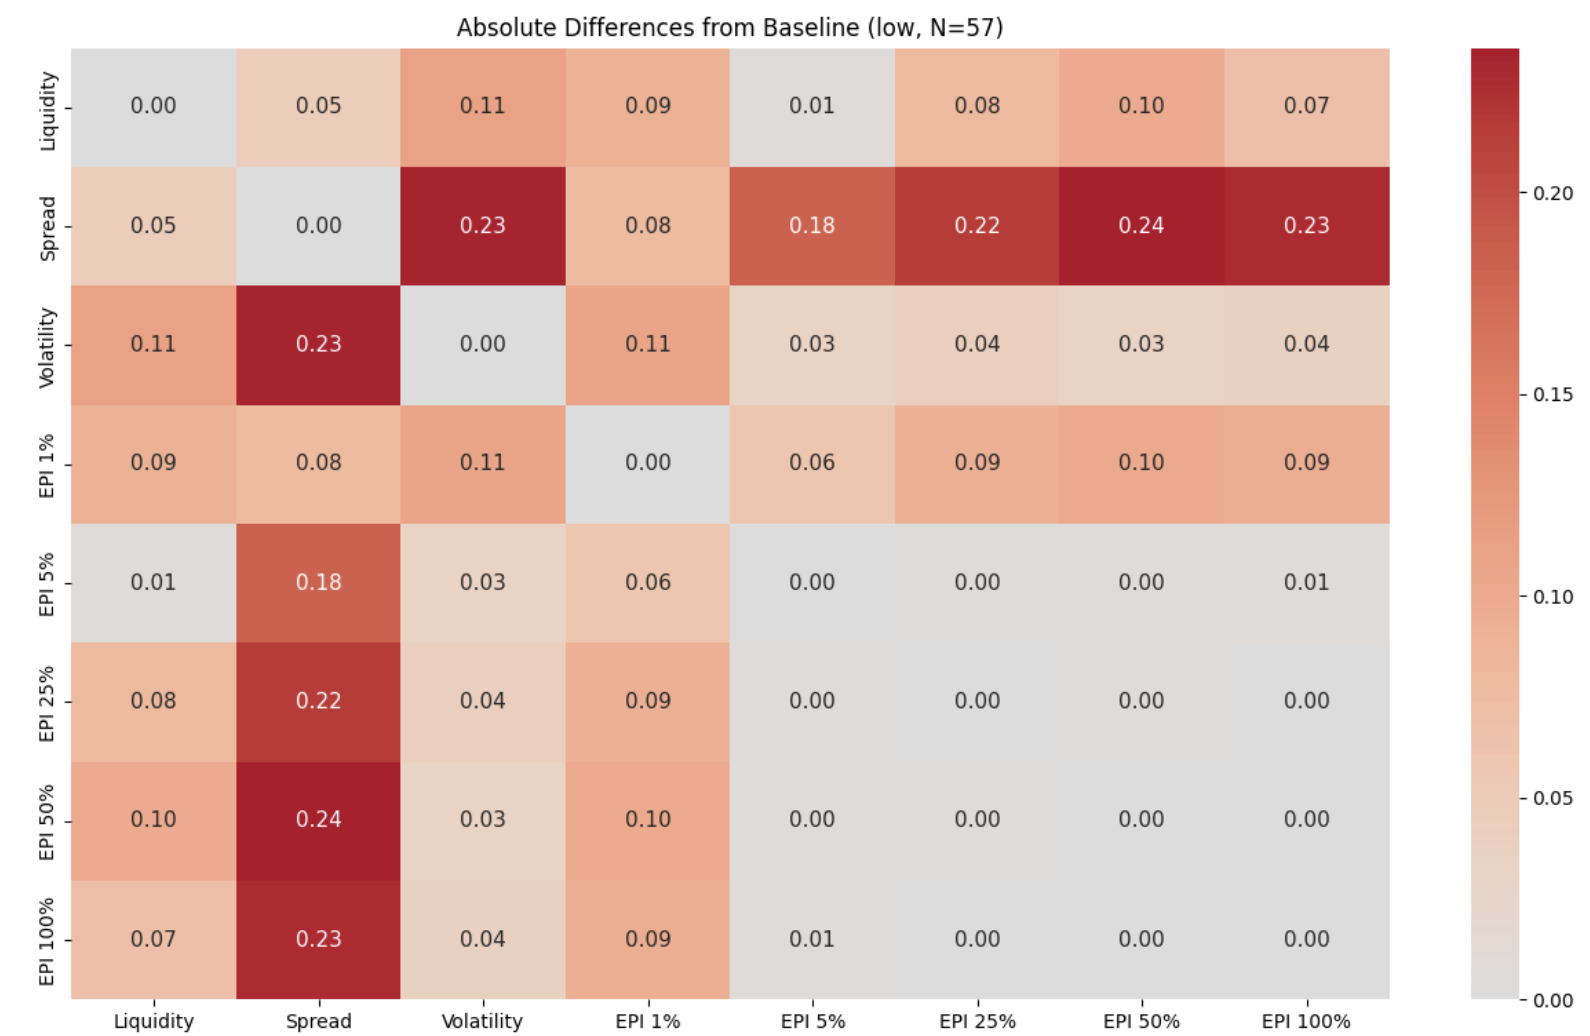 Absolute Differences from Baseline (low, N=57)
Liquidity 0.00 0.05 0.11 0.09 0.01 0.08 0.10 0.07
Spread 0.05 0.00 0.23 0.08 0.18 0.22 0.24 0.23
Volatility 0.11 0.23 0.00 0.11 0.03 0.04 0.03 0.04
EPI 1% 0.09 0.08 0.11 0.00 0.06 0.09 0.10 0.09
EPI 5% 0.01 0.18 0.03 0.06 0.00 0.00 0.00 0.01
EPI 25% 0.08 0.22 0.04 0.09 0.00 0.00 0.00 0.00
EPI 50% 0.10 0.24 0.03 0.10 0.00 0.00 0.00 0.00
EPI 100% 0.07 0.23 0.04 0.09 0.01 0.00 0.00 0.00
Liquidity Spread Volatility EPI 1% EPI 5% EPI 25% EPI 50% EPI 100%
0.20
0.15
0.10
0.05
0.00